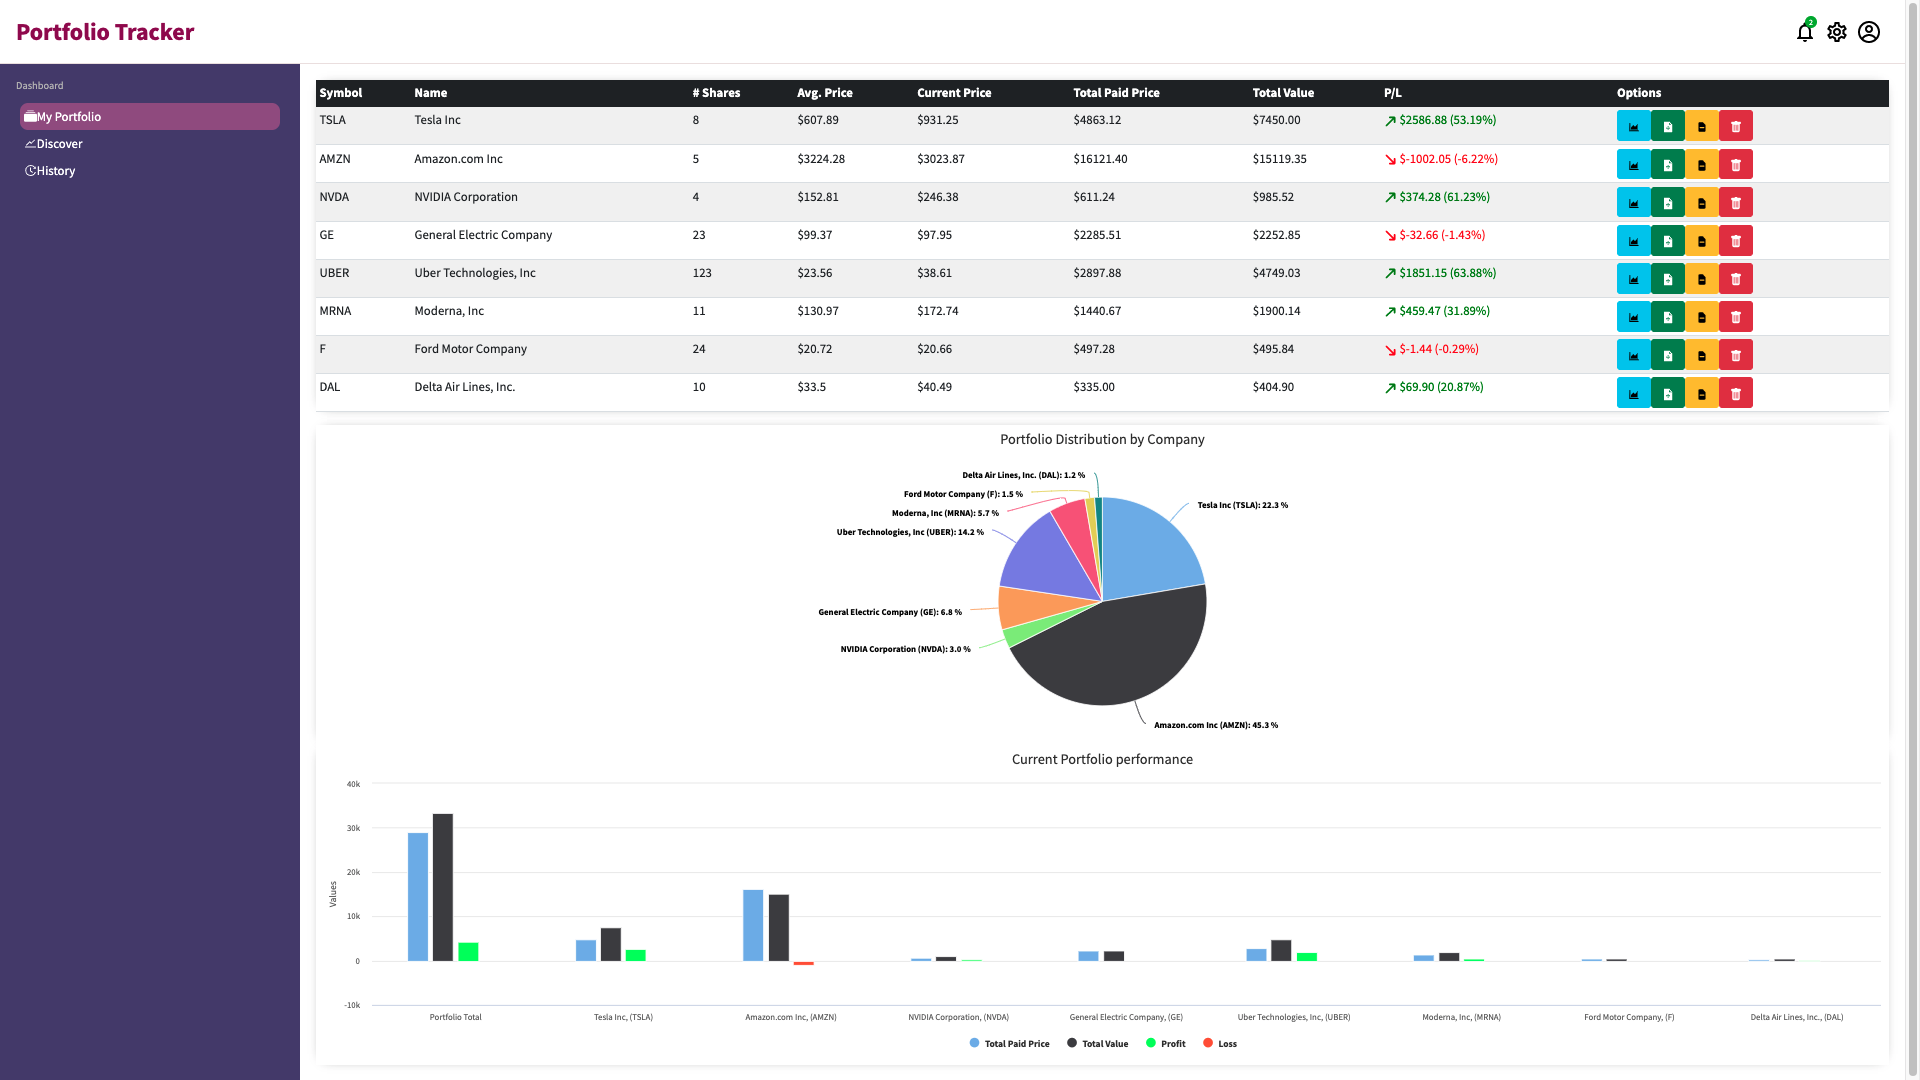 Portfolio Tracker
2
Dashboard
My Portfolio
Discover
History
Symbol Name # Shares Avg. Price Current Price Total Paid Price Total Value P/L Options
TSLA Tesla Inc 8 $607.89 $931.25 $4863.12 $7450.00 $2586.88 (53.19%)
AMZN Amazon.com Inc 5 $3224.28 $3023.87 $16121.40 $15119.35 $-1002.05 (-6.22%)
NVDA NVIDIA Corporation 4 $152.81 $246.38 $611.24 $985.52 $374.28 (61.23%)
GE General Electric Company 23 $99.37 $97.95 $2285.51 $2252.85 $-32.66 (-1.43%)
UBER Uber Technologies, Inc 123 $23.56 $38.61 $2897.88 $4749.03 $1851.15 (63.88%)
MRNA Moderna, Inc 11 $130.97 $172.74 $1440.67 $1900.14 $459.47 (31.89%)
F Ford Motor Company 24 $20.72 $20.66 $497.28 $495.84 $-1.44 (-0.29%)
DAL Delta Air Lines, Inc. 10 $33.5 $40.49 $335.00 $404.90 $69.90 (20.87%)
Portfolio Distribution by Company
Delta Air Lines, Inc. (DAL): 1.2 %
Ford Motor Company (F): 1.5 %
Tesla Inc (TSLA): 22.3 %
Moderna, Inc (MRNA): 5.7 %
Uber Technologies, Inc (UBER): 14.2 %
General Electric Company (GE): 6.8 %
NVIDIA Corporation (NVDA): 3.0 %
Amazon.com Inc (AMZN): 45.3 %
Current Portfolio performance
Values
40k
30k
20k
10k
0
-10k
Portfolio Total Tesla Inc, (TSLA) Amazon.com Inc, (AMZN) NVIDIA Corporation, (NVDA) General Electric Company, (GE) Uber Technologies, Inc, (UBER) Moderna, Inc, (MRNA) Ford Motor Company, (F) Delta Air Lines, Inc., (DAL)
Total Paid Price Total Value Profit Loss